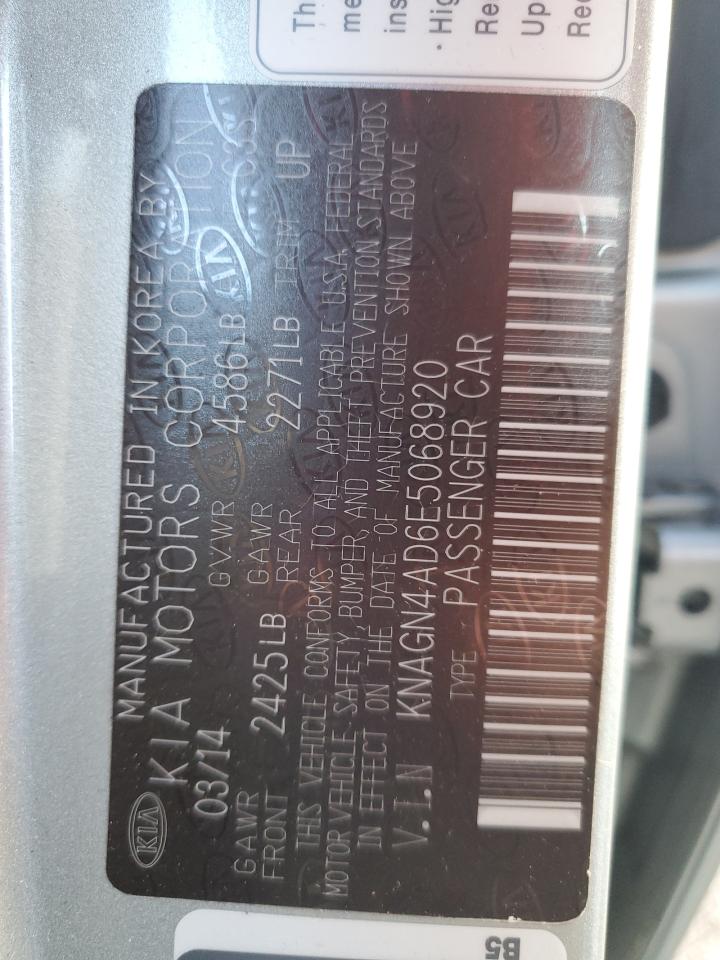 KIA
MANUFACTURED IN KOREA BY
KIA MOTORS CORPORATION
03/14 GVWR 4586LB C3S
GAWR FRONT 2425LB GAWR REAR 2271LB TRIM UP
THIS VEHICLE CONFORMS TO ALL APPLICABLE U.S.A. FEDERAL
MOTOR VEHICLE SAFETY, BUMPER, AND THEFT PREVENTION STANDARDS
IN EFFECT ON THE DATE OF MANUFACTURE SHOWN ABOVE
V.I.N KNAGN4AD6E5068920
TYPE PASSENGER CAR
B5